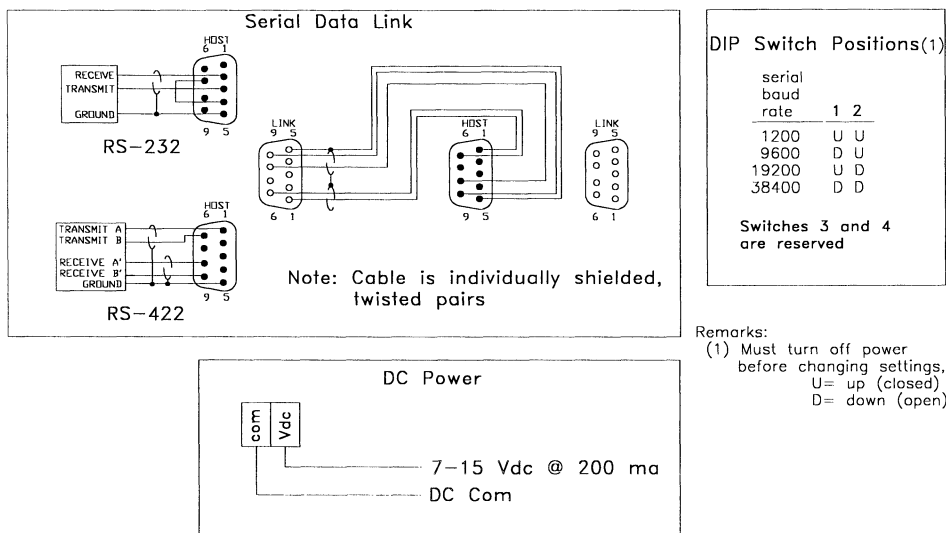 Serial Data Link
HOST
6 1
RECEIVE
TRANSMIT
GROUND
9 5
RS-232
LINK
9 5
6 1
HOST
6 1
9 5
LINK
9 5
6 1
HOST
6 1
TRANSMIT A
TRANSMIT B
RECEIVE A'
RECEIVE B'
GROUND
9 5
RS-422
Note: Cable is individually shielded,
twisted pairs
DIP Switch Positions(1)
serial
baud
rate 1 2
1200 U U
9600 D U
19200 U D
38400 D D
Switches 3 and 4
are reserved
Remarks:
(1) Must turn off power
before changing settings,
U= up (closed)
D= down (open)
DC Power
com
Vdc
7-15 Vdc @ 200 ma
DC Com